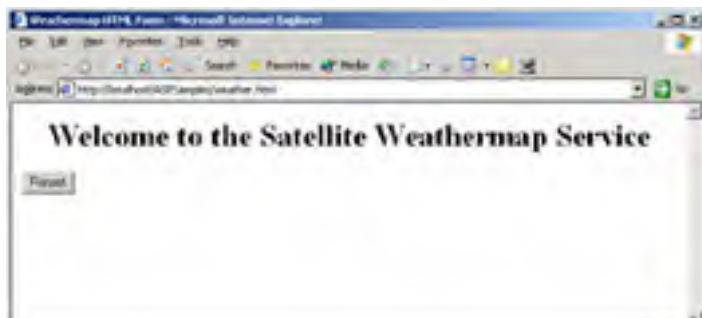 Weathermap HTML Form - Microsoft Internet Explorer
File Edit View Favorites Tools Help
Search Favorites Media
Address
Go
Welcome to the Satellite Weathermap Service